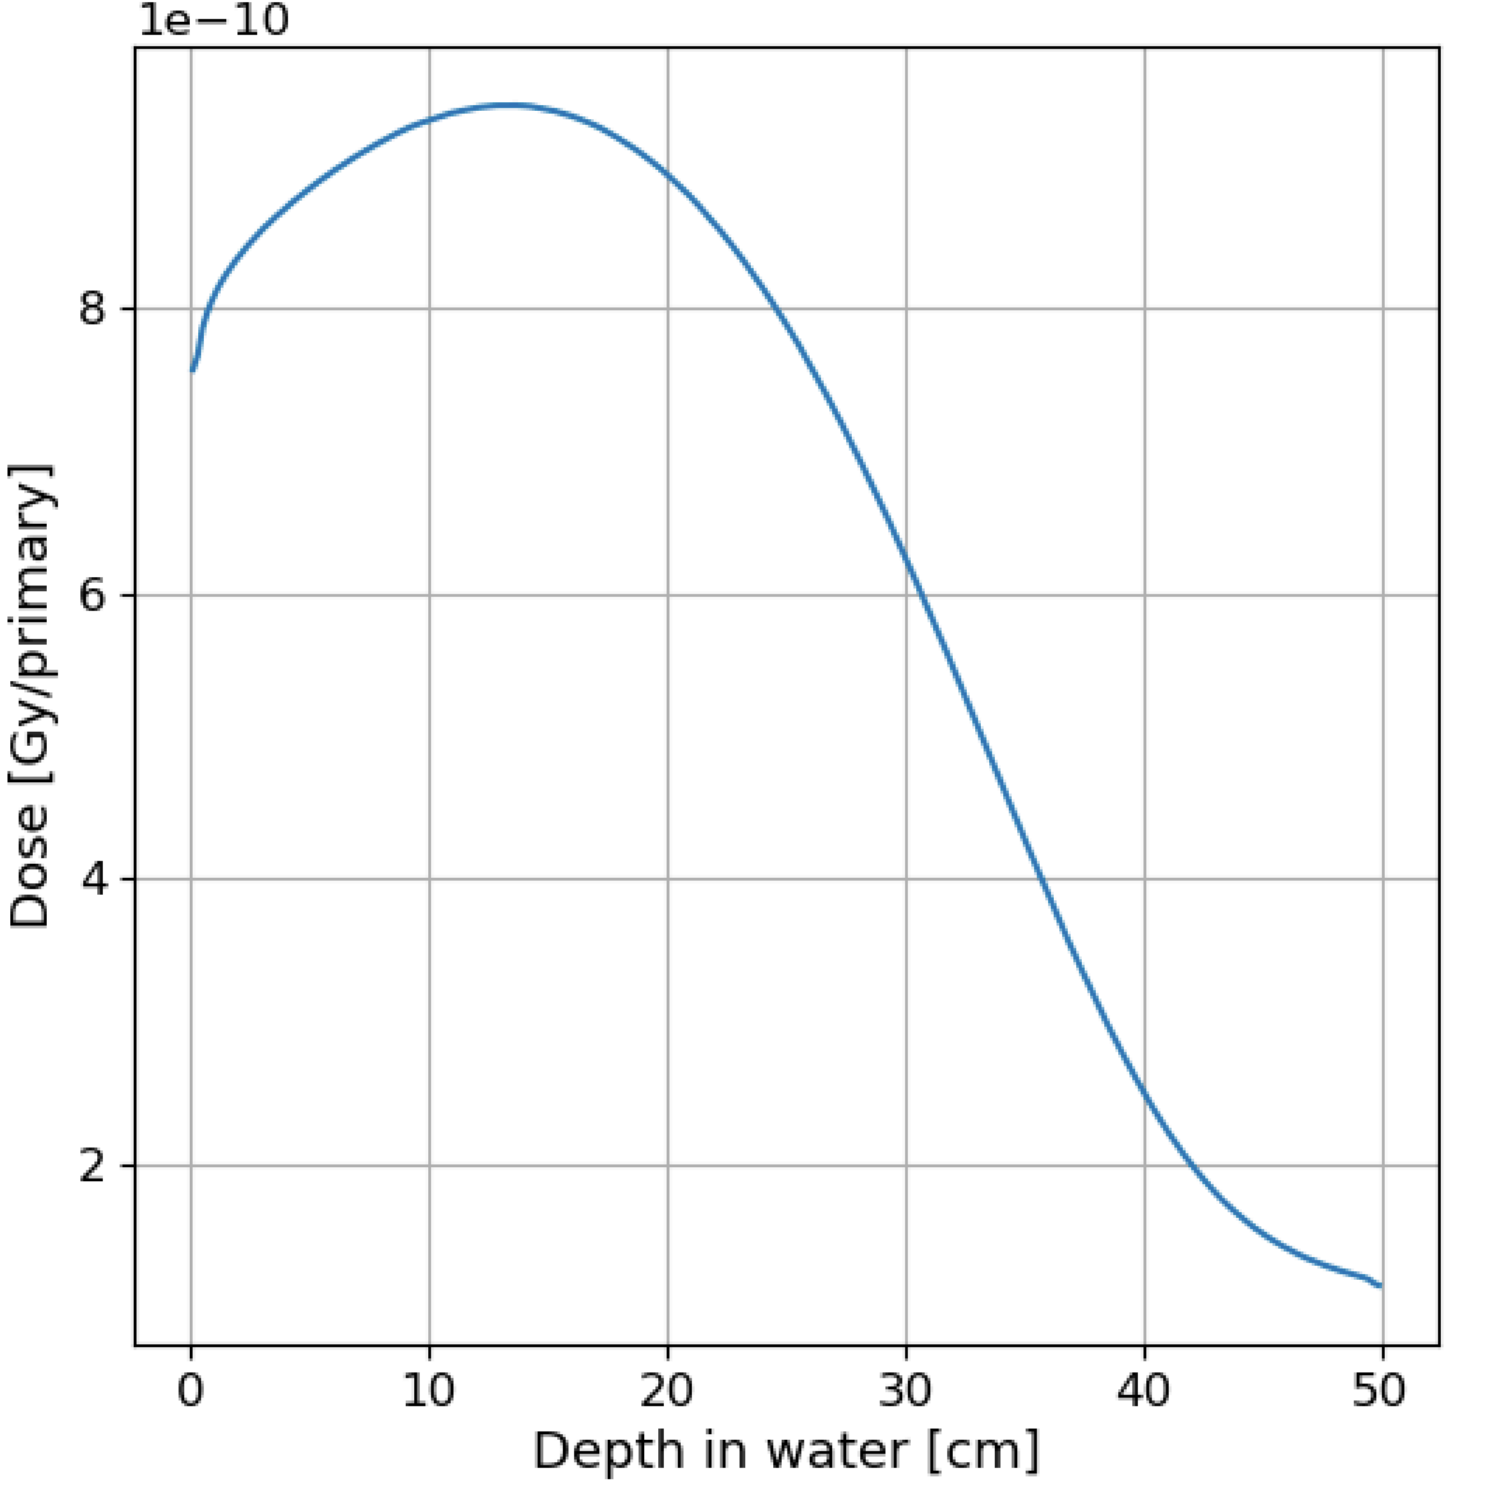 1e−10
8
6
4
2
Dose [Gy/primary]
0 10 20 30 40 50
Depth in water [cm]